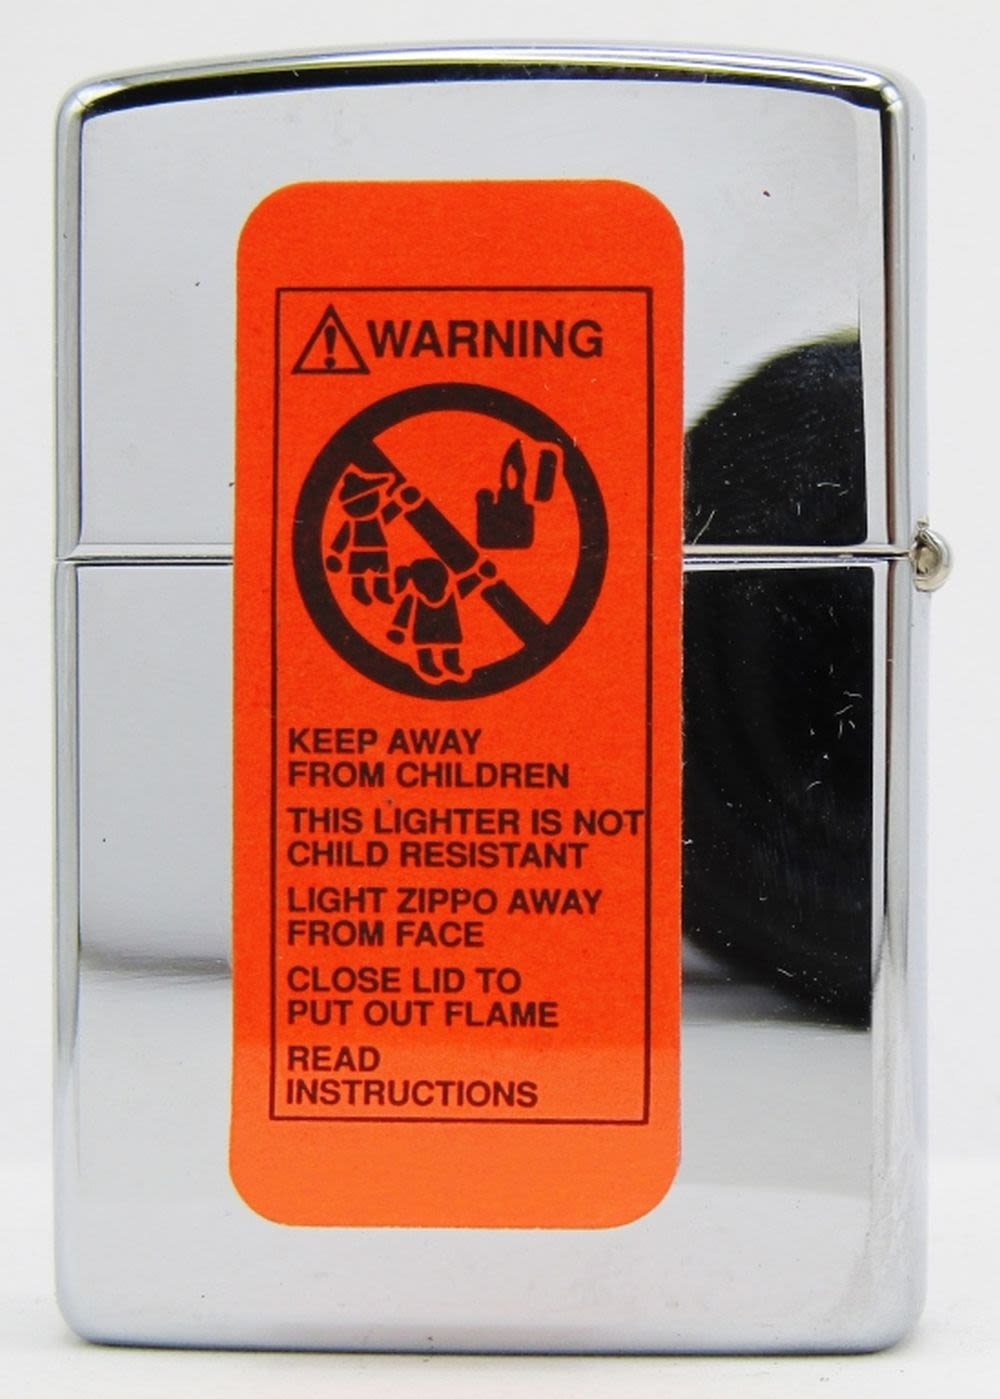 WARNING
KEEP AWAY
FROM CHILDREN
THIS LIGHTER IS NOT
CHILD RESISTANT
LIGHT ZIPPO AWAY
FROM FACE
CLOSE LID TO
PUT OUT FLAME
READ
INSTRUCTIONS